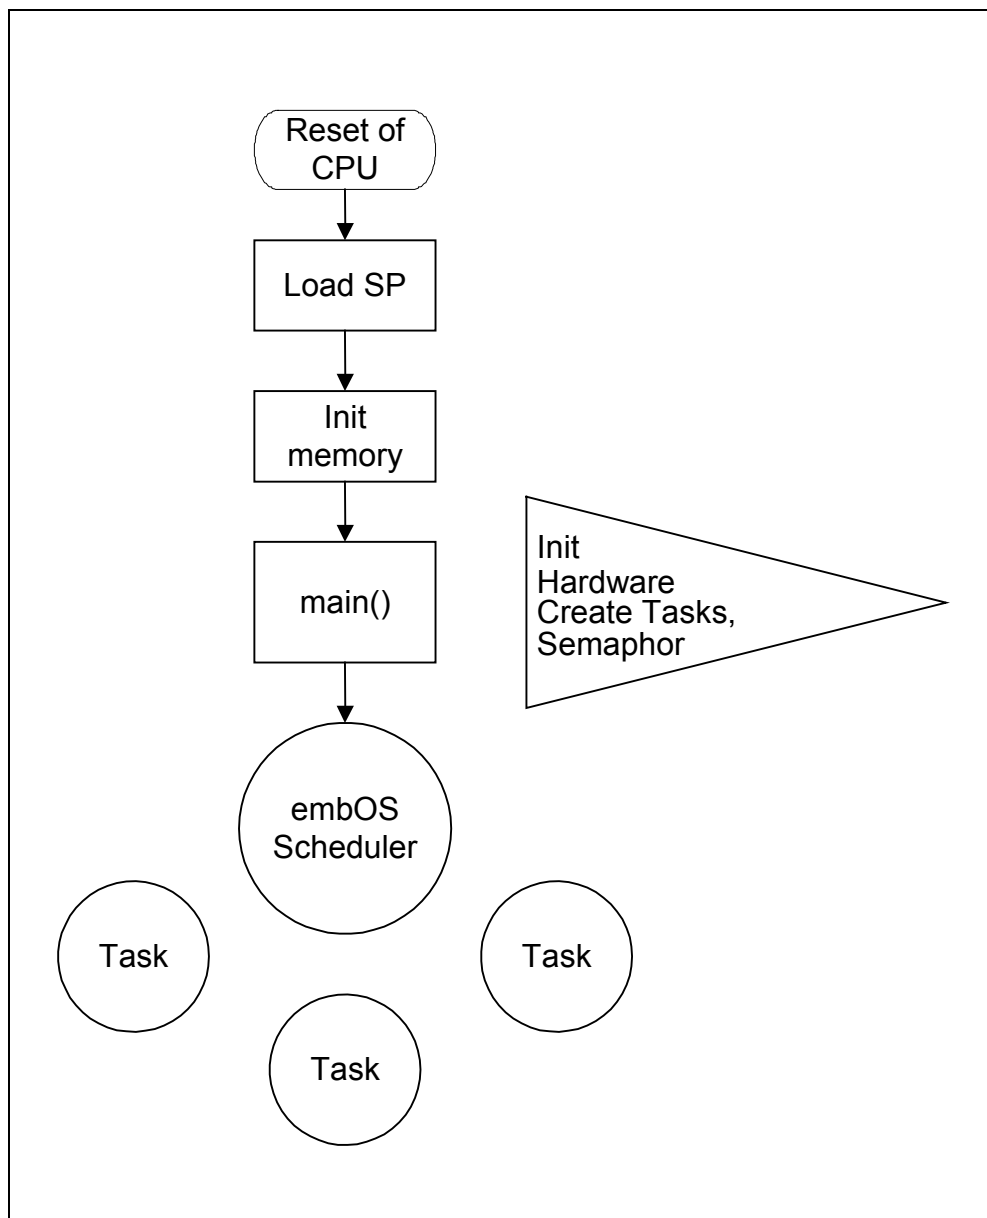 Reset of
CPU
Load SP
Init
memory
main()
Init
Hardware
Create Tasks,
Semaphor
embOS
Scheduler
Task
Task
Task